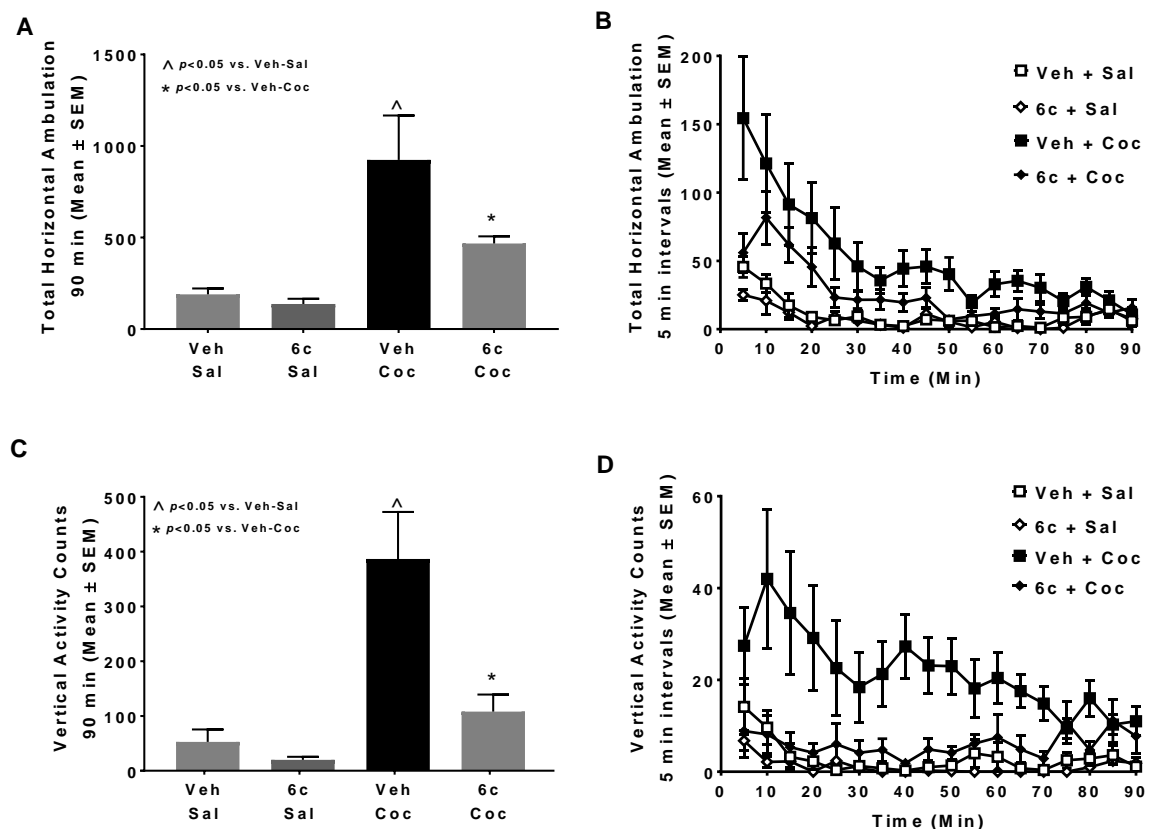 A
Total Horizontal Ambulation
90 min (Mean ± SEM)
1500
1000
500
0
^ p<0.05 vs. Veh-Sal
* p<0.05 vs. Veh-Coc
^
*
Veh 6c Veh 6c
Sal Sal Coc Coc
B
Total Horizontal Ambulation
5 min intervals (Mean ± SEM)
200
150
100
50
0
Veh + Sal
6c + Sal
Veh + Coc
6c + Coc
0 10 20 30 40 50 60 70 80 90
Time (Min)
C
Vertical Activity Counts
90 min (Mean ± SEM)
500
400
300
200
100
0
^ p<0.05 vs. Veh-Sal
* p<0.05 vs. Veh-Coc
^
*
Veh 6c Veh 6c
Sal Sal Coc Coc
D
Vertical Activity Counts
5 min intervals (Mean ± SEM)
60
40
20
0
Veh + Sal
6c + Sal
Veh + Coc
6c + Coc
0 10 20 30 40 50 60 70 80 90
Time (Min)